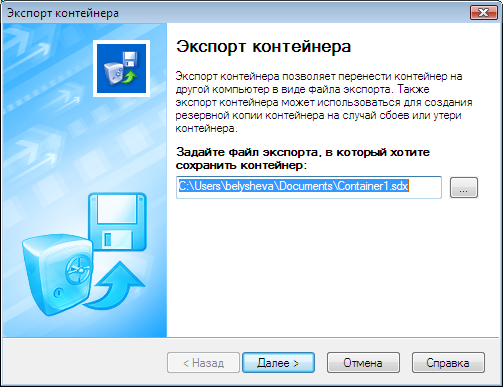 Экспорт контейнера
Экспорт контейнера
Экспорт контейнера позволяет перенести контейнер на
другой компьютер в виде файла экспорта. Также
экспорт контейнера может использоваться для создания
резервной копии контейнера на случай сбоев или утери
контейнера.
Задайте файл экспорта, в который хотите
сохранить контейнер:
C:\Users\belysheva\Documents\Container1.sdx
...
< Назад
Далее >
Отмена
Справка